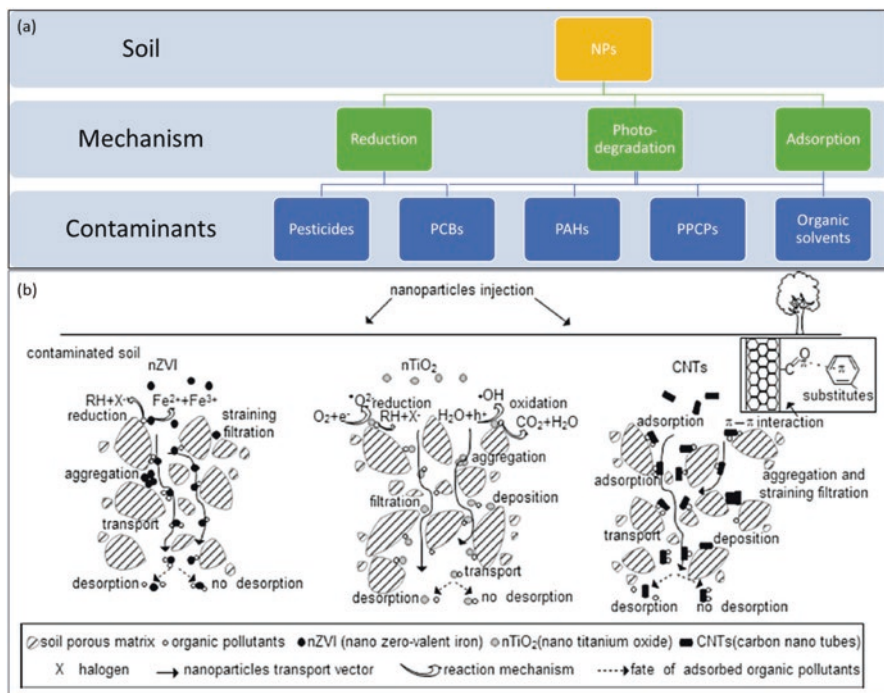 (a)
Soil
NPs
Mechanism
Reduction
Photo-
degradation
Adsorption
Contaminants
Pesticides
PCBs
PAHs
PPCPs
Organic
solvents
(b)
nanoparticles injection
contaminated soil
nZVI
RH+X-
Fe2++Fe3+
reduction
straining
filtration
aggregation
transport
desorption
no desorption
nTiO2
•O2-
reduction
•OH
oxidation
O2+e-
RH+X-
H2O+h+
CO2+H2O
aggregation
filtration
deposition
transport
desorption
no desorption
CNTs
C
O
π
substitutes
adsorption
π–π interaction
adsorption
aggregation and
straining filtration
transport
deposition
desorption
no desorption
soil porous matrix organic pollutants nZVI (nano zero-valent iron) nTiO2(nano titanium oxide) CNTs(carbon nano tubes)
X halogen nanoparticles transport vector reaction mechanism fate of adsorbed organic pollutants